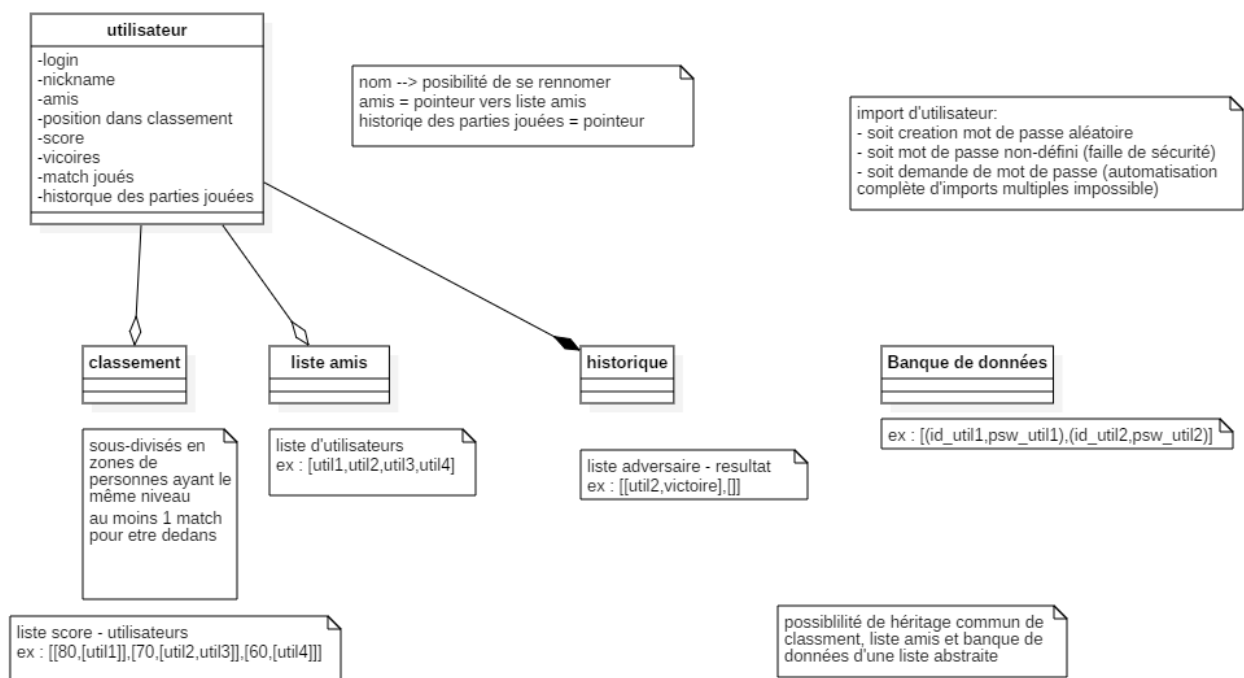 utilisateur
-login
-nickname
-amis
-position dans classement
-score
-vicoires
-match joués
-historque des parties jouées
nom --> posibilité de se rennomer
amis = pointeur vers liste amis
historiqe des parties jouées = pointeur
import d'utilisateur:
- soit creation mot de passe aléatoire
- soit mot de passe non-défini (faille de sécurité)
- soit demande de mot de passe (automatisation
complète d'imports multiples impossible)
classement
liste amis
historique
Banque de données
sous-divisés en
zones de
personnes ayant le
même niveau
au moins 1 match
pour etre dedans
liste d'utilisateurs
ex : [util1,util2,util3,util4]
liste adversaire - resultat
ex : [[util2,victoire],[]]
ex : [(id_util1,psw_util1),(id_util2,psw_util2)]
liste score - utilisateurs
ex : [[80,[util1]],[70,[util2,util3]],[60,[util4]]]
possiblilité de héritage commun de
classment, liste amis et banque de
données d'une liste abstraite